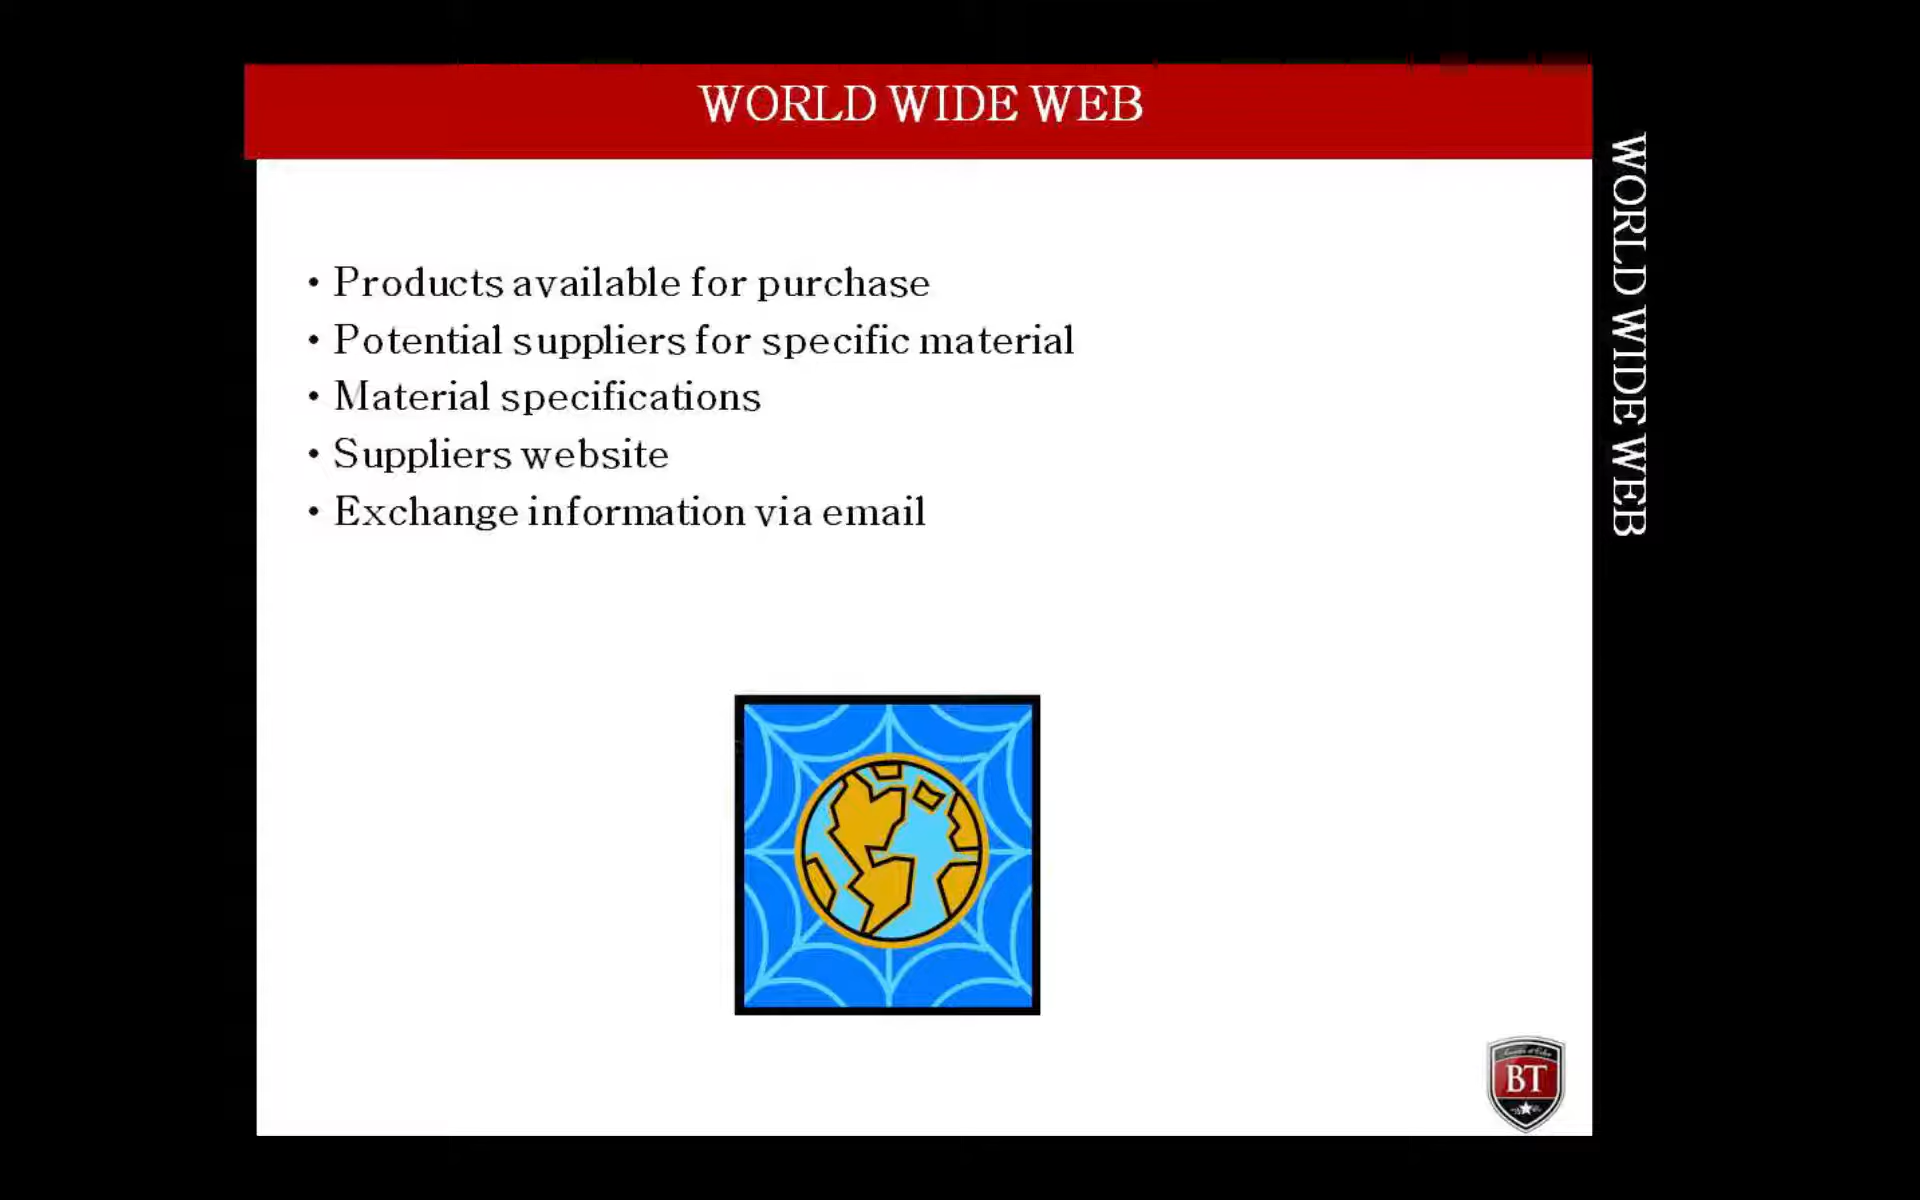 WORLD WIDE WEB
• Products available for purchase
• Potential suppliers for specific material
• Material specifications
• Suppliers website
• Exchange information via email
WORLD WIDE WEB
BT